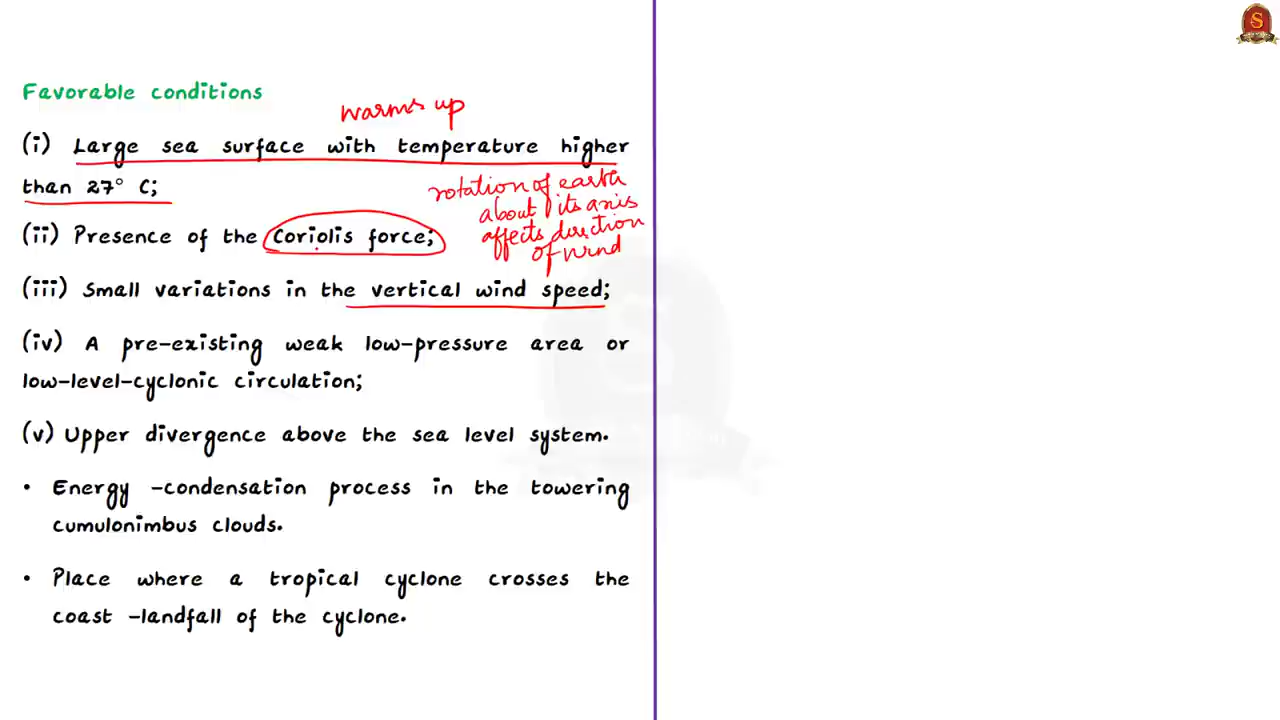 Favorable conditions
warms up
(i) Large sea surface with temperature higher
than 27° C;
rotation of earth
about its axis
affects direction
of wind
(ii) Presence of the Coriolis force;
(iii) Small variations in the vertical wind speed;
(iv) A pre-existing weak low-pressure area or
low-level-cyclonic circulation;
(v) Upper divergence above the sea level system.
• Energy -condensation process in the towering
cumulonimbus clouds.
• Place where a tropical cyclone crosses the
coast -landfall of the cyclone.
S